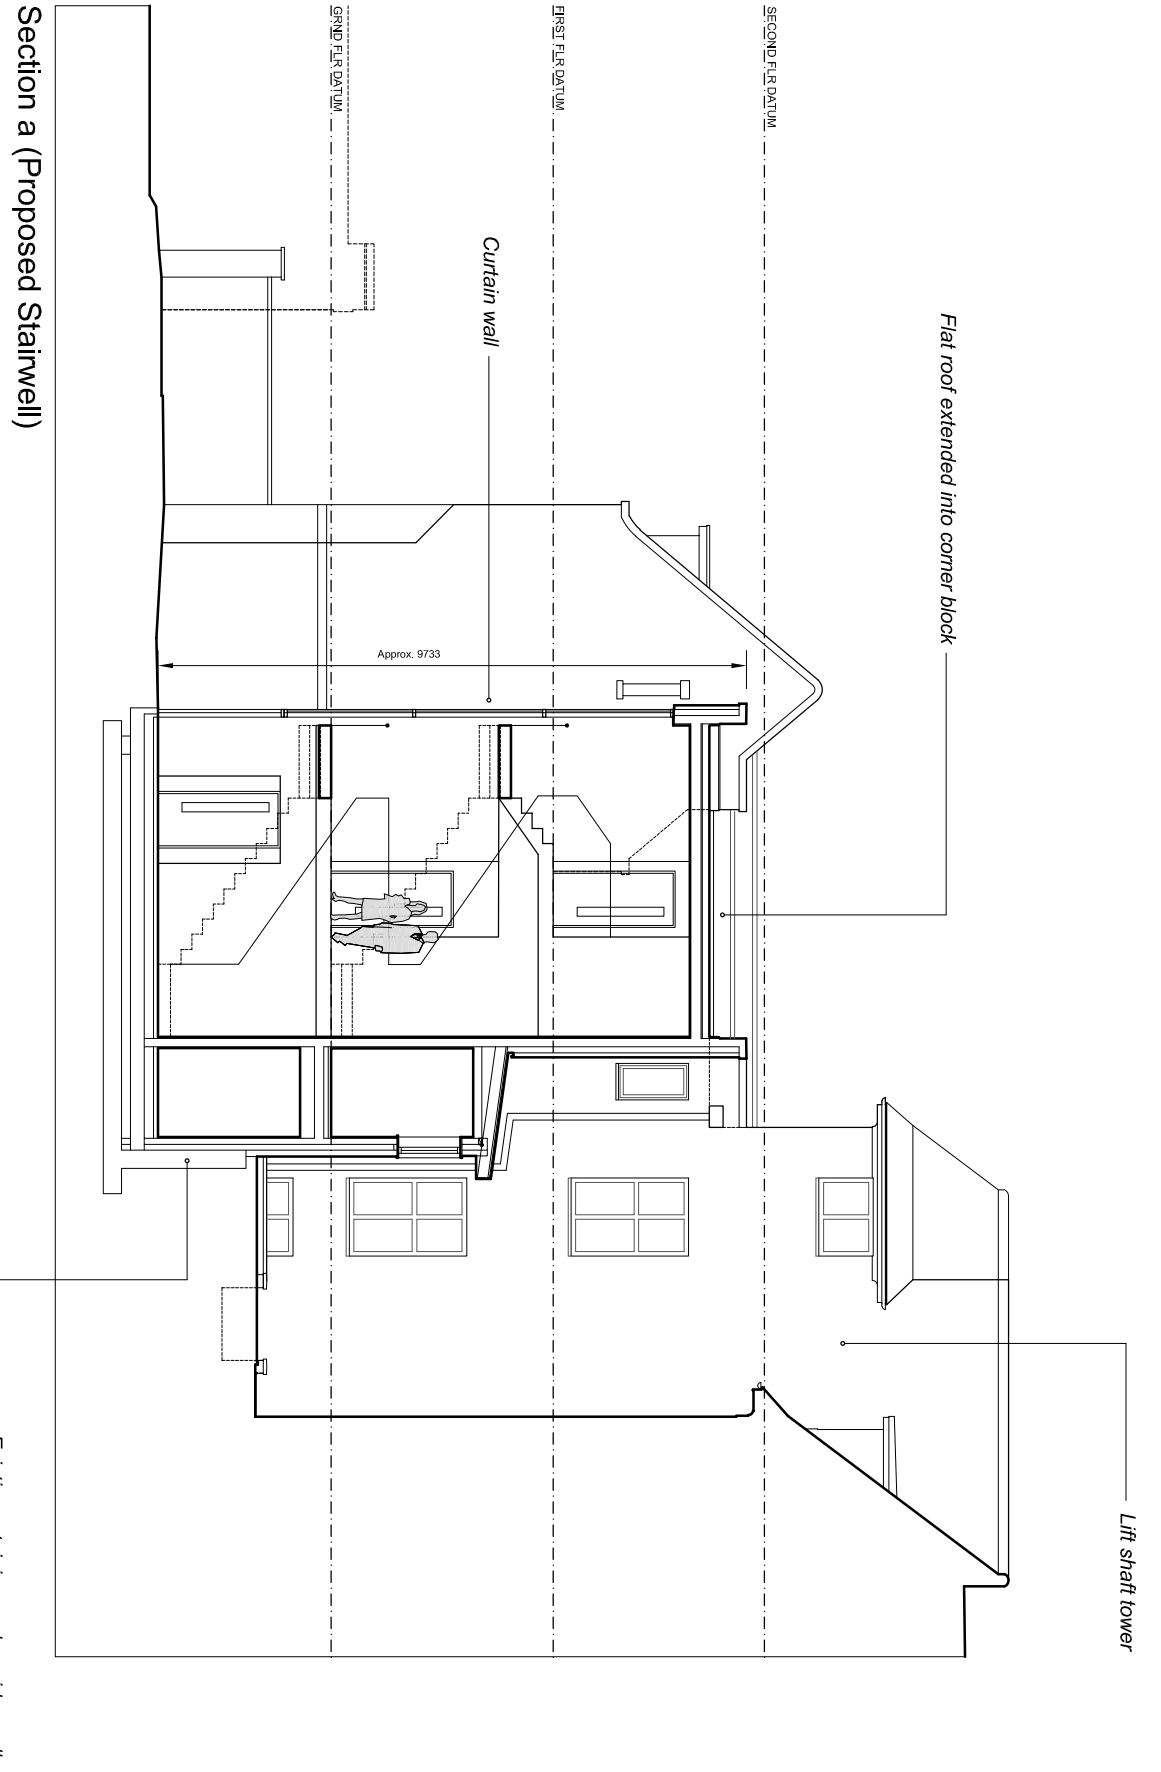 Lift shaft tower
Flat roof extended into corner block
SECOND FLR DATUM
FIRST FLR DATUM
Curtain wall
Approx. 9733
GRND FLR DATUM
Section a (Proposed Stairwell)